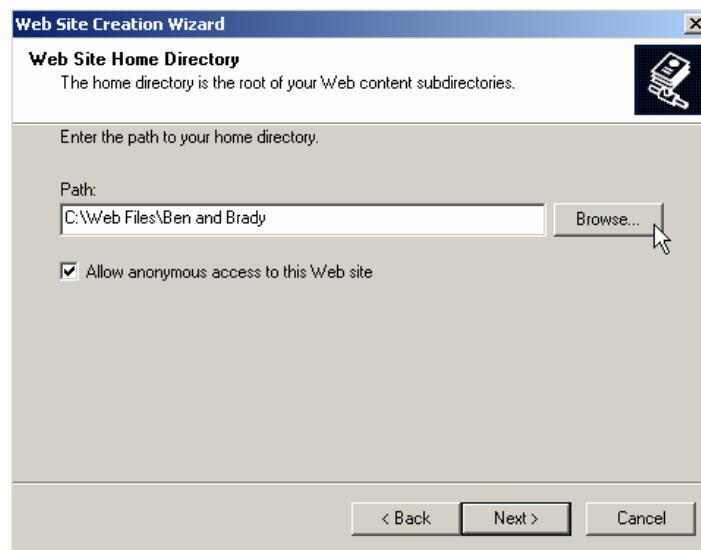 Web Site Creation Wizard
Web Site Home Directory
The home directory is the root of your Web content subdirectories.
Enter the path to your home directory.
Path:
C:\Web Files\Ben and Brady
Browse...
Allow anonymous access to this Web site
< Back
Next >
Cancel